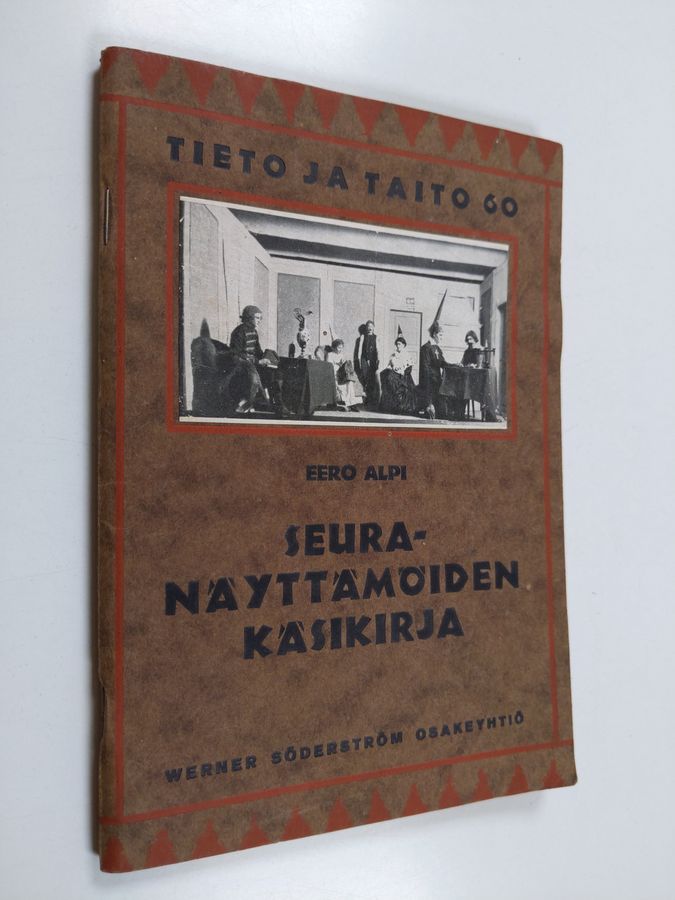 TIETO JA TAITO 60
EERO ALPI
SEURA-
NÄYTTÄMÖIDEN
KÄSIKIRJA
WERNER SÖDERSTRÖM OSAKEYHTIÖ